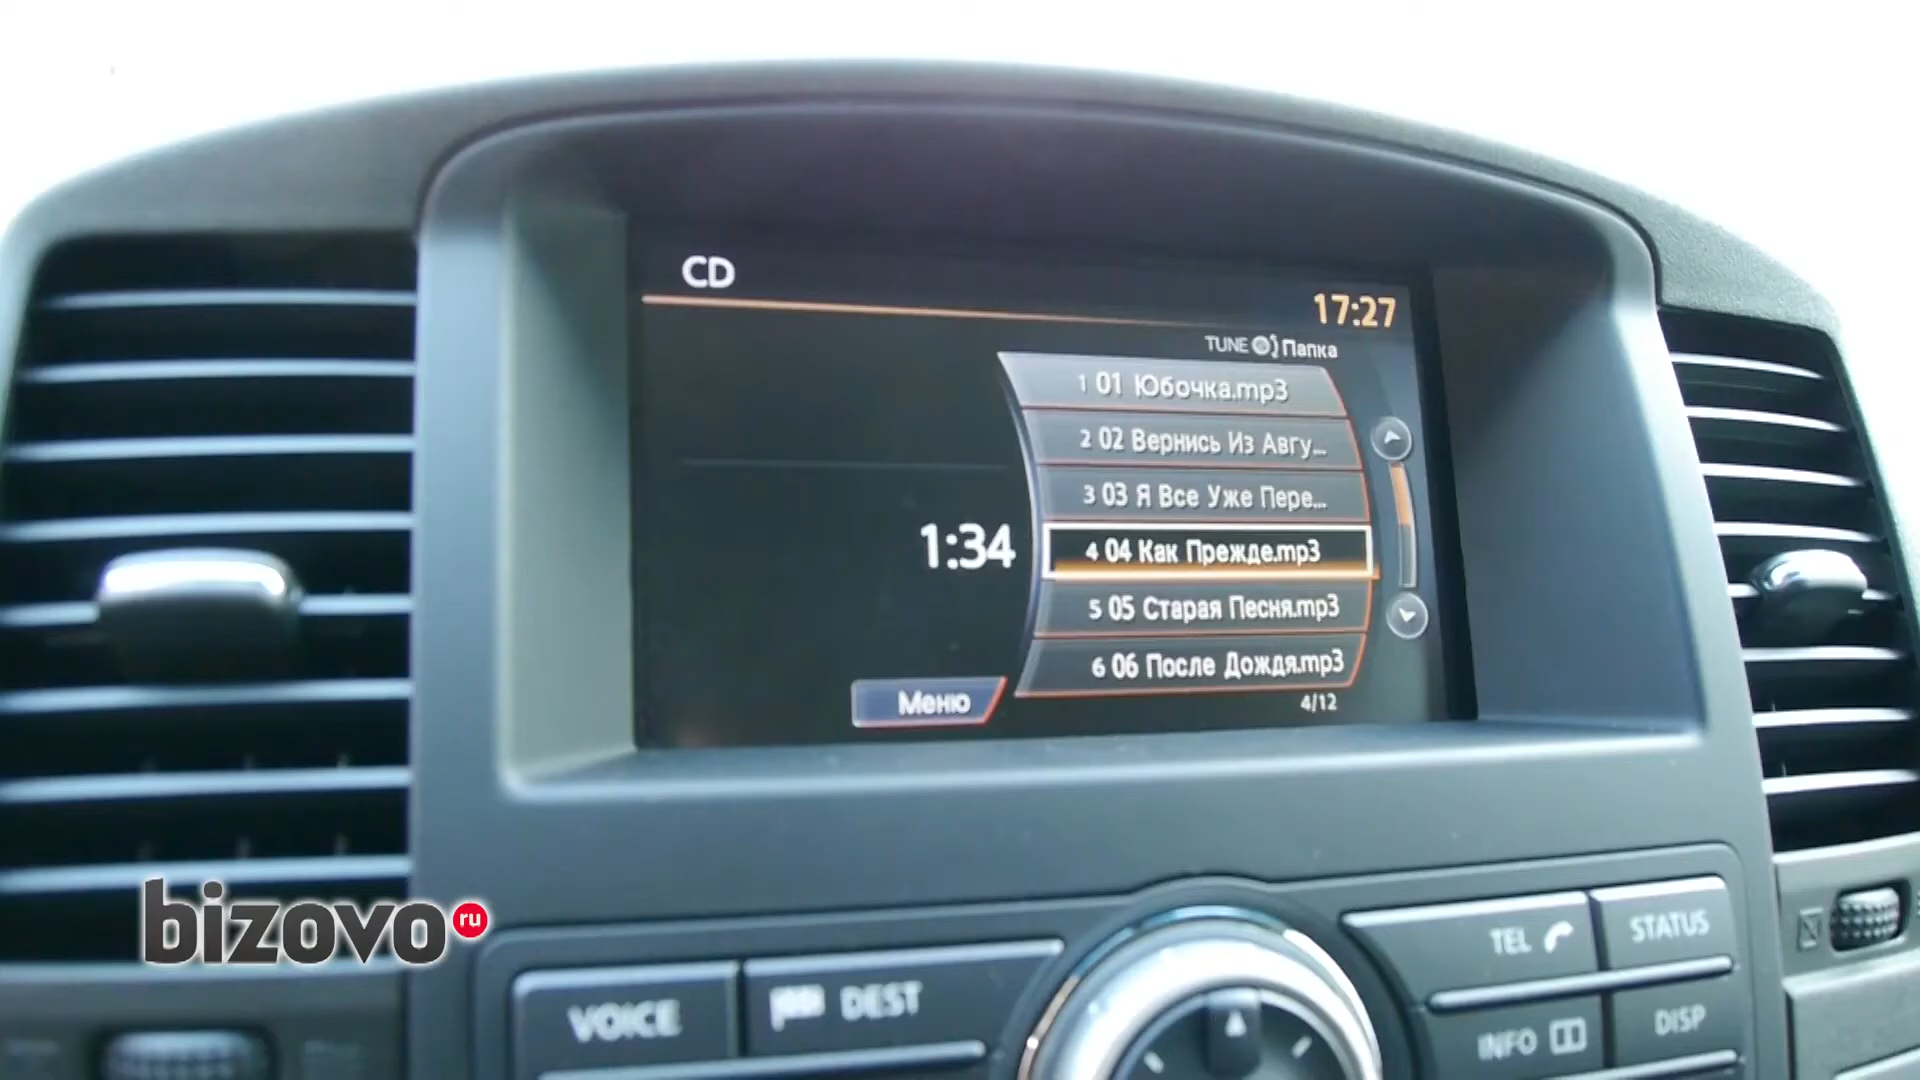 CD
17:27
TUNE Папка
1 01 Юбочка.mp3
2 02 Вернись Из Авгу...
3 03 Я Все Уже Пере...
1:34
4 04 Как Прежде.mp3
5 05 Старая Песня.mp3
6 06 После Дождя.mp3
Меню
4/12
bizovo ru
VOICE
DEST
TEL
STATUS
INFO
DISP